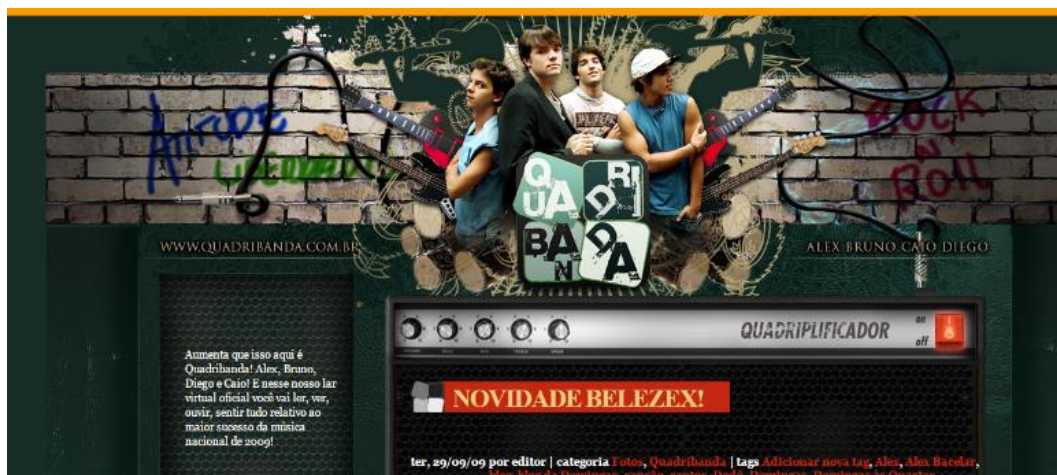 ATITUDE
ROCK
N
ROLL
QUA DRI
BAN DA
WWW.QUADRIBANDA.COM.BR
ALEX BRUNO CAIO DIEGO
QUADRIPLIFICADOR
on
off
Aumenta que isso aqui é
Quadribanda! Alex, Bruno,
Diego e Caio! E nesse nosso lar
virtual oficial você vai ler, ver,
ouvir, sentir tudo relativo ao
maior sucesso da música
nacional de 2009!
NOVIDADE BELEZEX!
ter, 29/09/09 por editor | categoria Fotos, Quadribanda | tags Adicionar nova tag, Alex, Alex Bacelar,